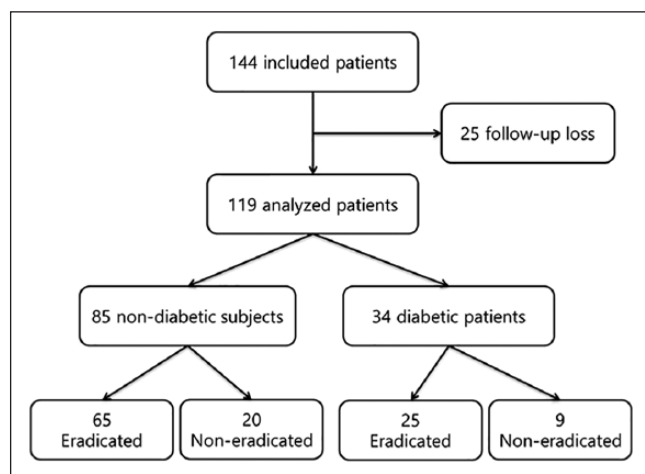 144 included patients
25 follow-up loss
119 analyzed patients
85 non-diabetic subjects
34 diabetic patients
65
Eradicated
20
Non-eradicated
25
Eradicated
9
Non-eradicated